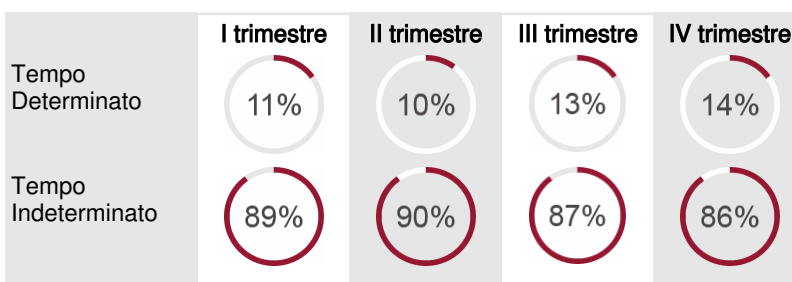 I trimestre II trimestre III trimestre IV trimestre
Tempo
Determinato
11% 10% 13% 14%
Tempo
Indeterminato
89% 90% 87% 86%